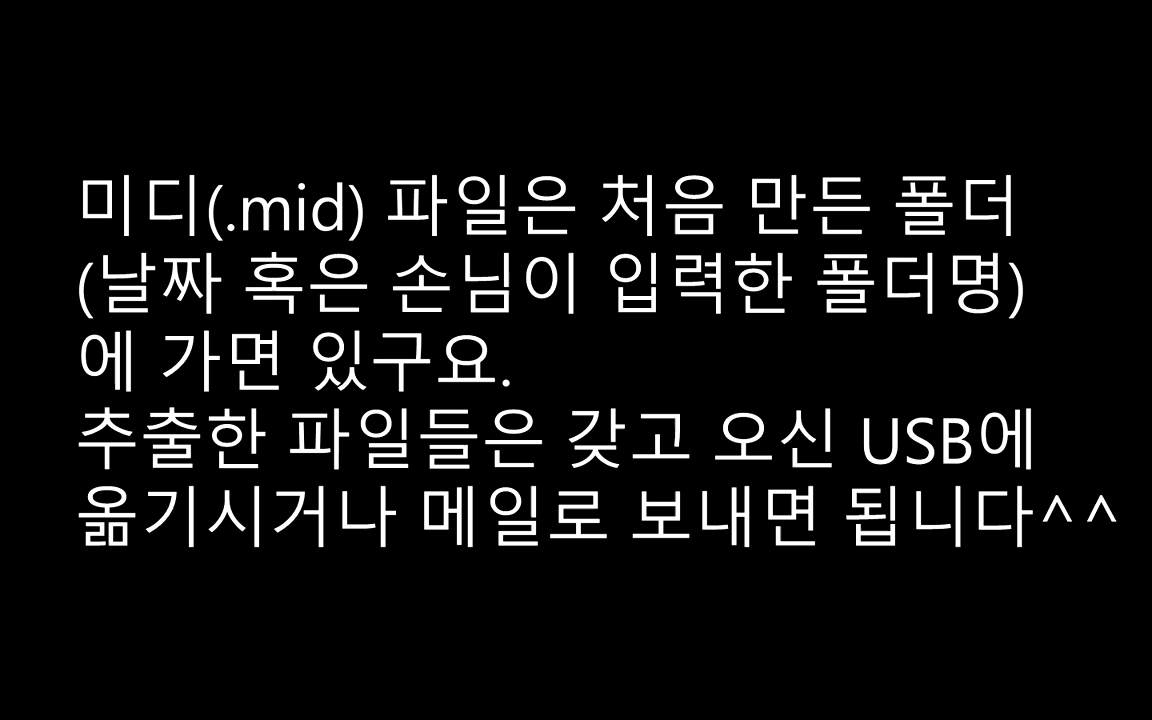 미디(.mid) 파일은 처음 만든 폴더
(날짜 혹은 손님이 입력한 폴더명)
에 가면 있구요.
추출한 파일들은 갖고 오신 USB에
옮기시거나 메일로 보내면 됩니다^^